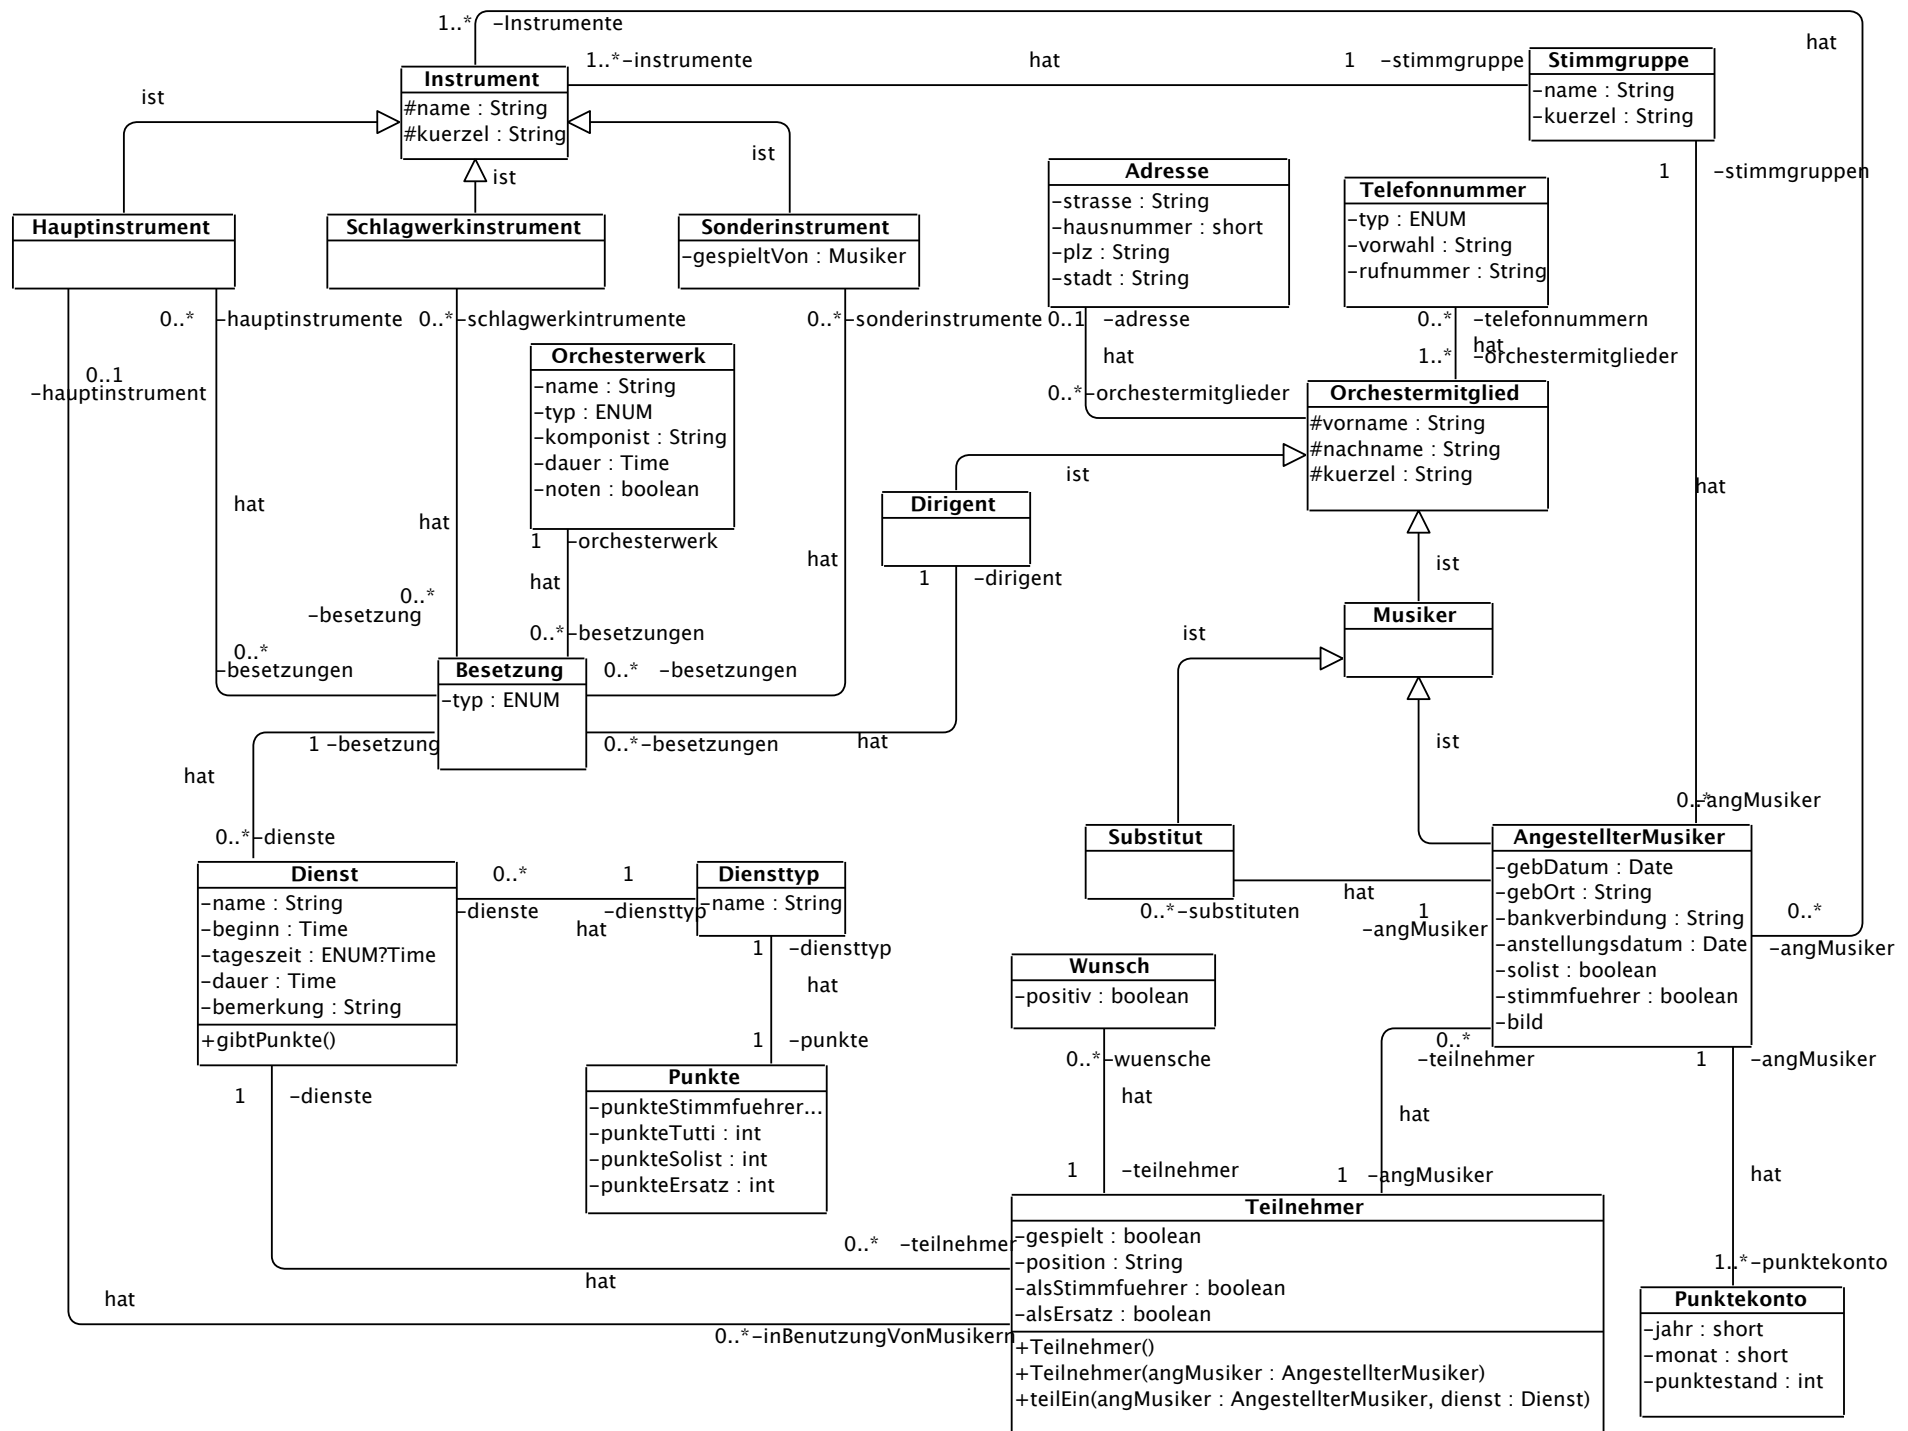 1..* -Instrumente
hat
1..* -instrumente
hat
1 -stimmgruppe
Instrument
#name : String
#kuerzel : String
Stimmgruppe
-name : String
-kuerzel : String
ist
ist
ist
1 -stimmgruppen
Adresse
-strasse : String
-hausnummer : short
-plz : String
-stadt : String
Telefonnummer
-typ : ENUM
-vorwahl : String
-rufnummer : String
Hauptinstrument
Schlagwerkinstrument
Sonderinstrument
-gespieltVon : Musiker
0..* -hauptinstrumente
0..* -schlagwerkintrumente
0..* -sonderinstrumente
0..1 -adresse
0..* -telefonnummern
hat
1..* -orchestermitglieder
hat
0..* -orchestermitglieder
0..1
-hauptinstrument
Orchesterwerk
-name : String
-typ : ENUM
-komponist : String
-dauer : Time
-noten : boolean
Orchestermitglied
#vorname : String
#nachname : String
#kuerzel : String
ist
hat
Dirigent
hat
hat
1 -orchesterwerk
hat
hat
1 -dirigent
ist
0..*
-besetzung
0..* -besetzungen
0..*
-besetzungen
Musiker
ist
Besetzung
-typ : ENUM
0..* -besetzungen
1 -besetzung
0..* -besetzungen
hat
ist
hat
0..* -dienste
0..* -angMusiker
Substitut
AngestellterMusiker
-gebDatum : Date
-gebOrt : String
-bankverbindung : String
-anstellungsdatum : Date
-solist : boolean
-stimmfuehrer : boolean
-bild
hat
0..* -substituten
1
-angMusiker
0..*
-angMusiker
Dienst
-name : String
-beginn : Time
-tageszeit : ENUM?Time
-dauer : Time
-bemerkung : String
+gibtPunkte()
0..*
-dienste
1
-diensttyp
hat
Diensttyp
-name : String
1 -diensttyp
hat
1 -punkte
Wunsch
-positiv : boolean
0..* -wuensche
hat
1 -teilnehmer
0..*
-teilnehmer
hat
1 -angMusiker
1 -angMusiker
hat
1..* -punktekonto
1 -dienste
Punkte
-punkteStimmfuehrer...
-punkteTutti : int
-punkteSolist : int
-punkteErsatz : int
0..* -teilnehmer
hat
hat
0..* -inBenutzungVonMusikern
Teilnehmer
-gespielt : boolean
-position : String
-alsStimmfuehrer : boolean
-alsErsatz : boolean
+Teilnehmer()
+Teilnehmer(angMusiker : AngestellterMusiker)
+teilEin(angMusiker : AngestellterMusiker, dienst : Dienst)
Punktekonto
-jahr : short
-monat : short
-punktestand : int